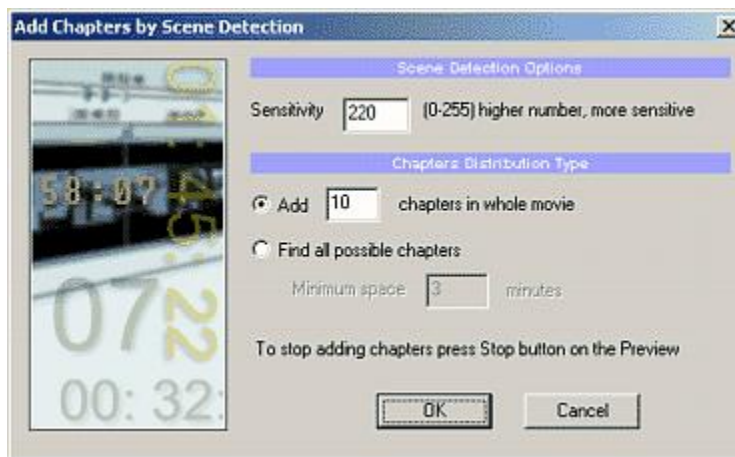 Add Chapters by Scene Detection
Scene Detection Options
Sensitivity 220 (0-255) higher number, more sensitive
Chapters Distribution Type
Add 10 chapters in whole movie
Find all possible chapters
Minimum space 3 minutes
To stop adding chapters press Stop button on the Preview
OK Cancel
58:07
45:22
07
00: 32: